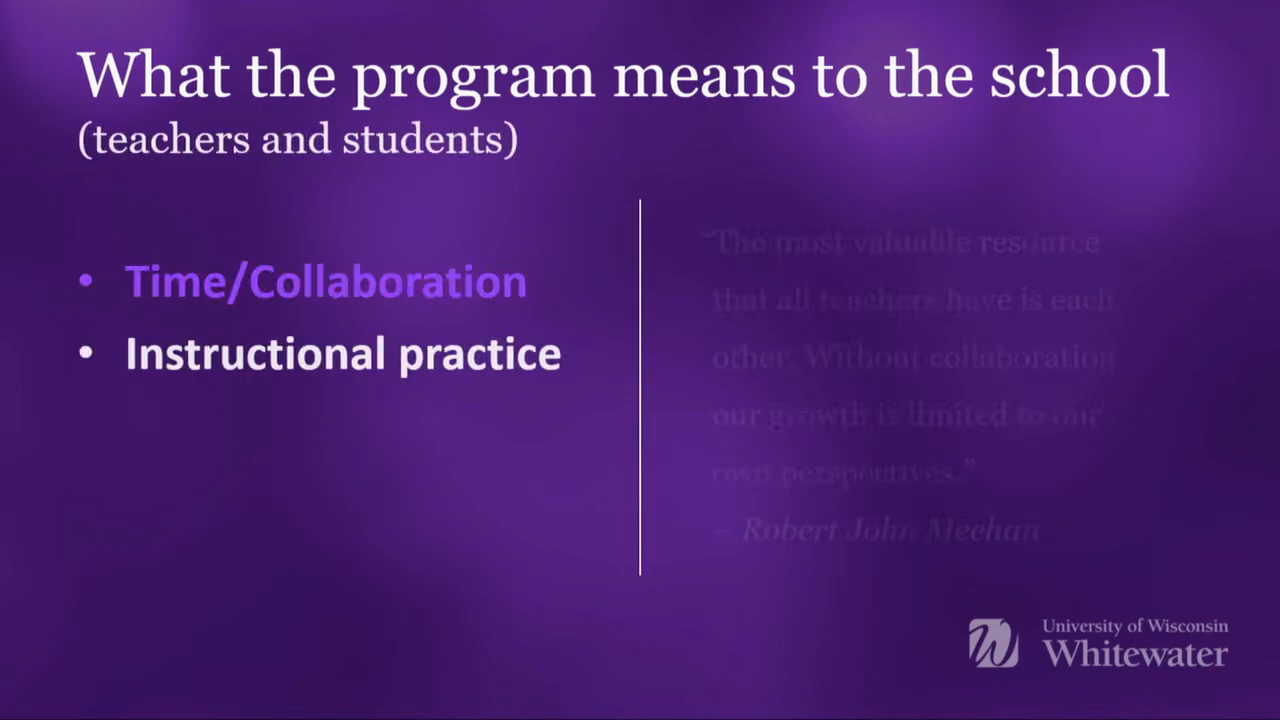 What the program means to the school
(teachers and students)
• Time/Collaboration
• Instructional practice
“The most valuable resource
that all teachers have is each
other. Without collaboration
our growth is limited to our
own perspectives.”
– Robert John Meehan
University of Wisconsin
Whitewater